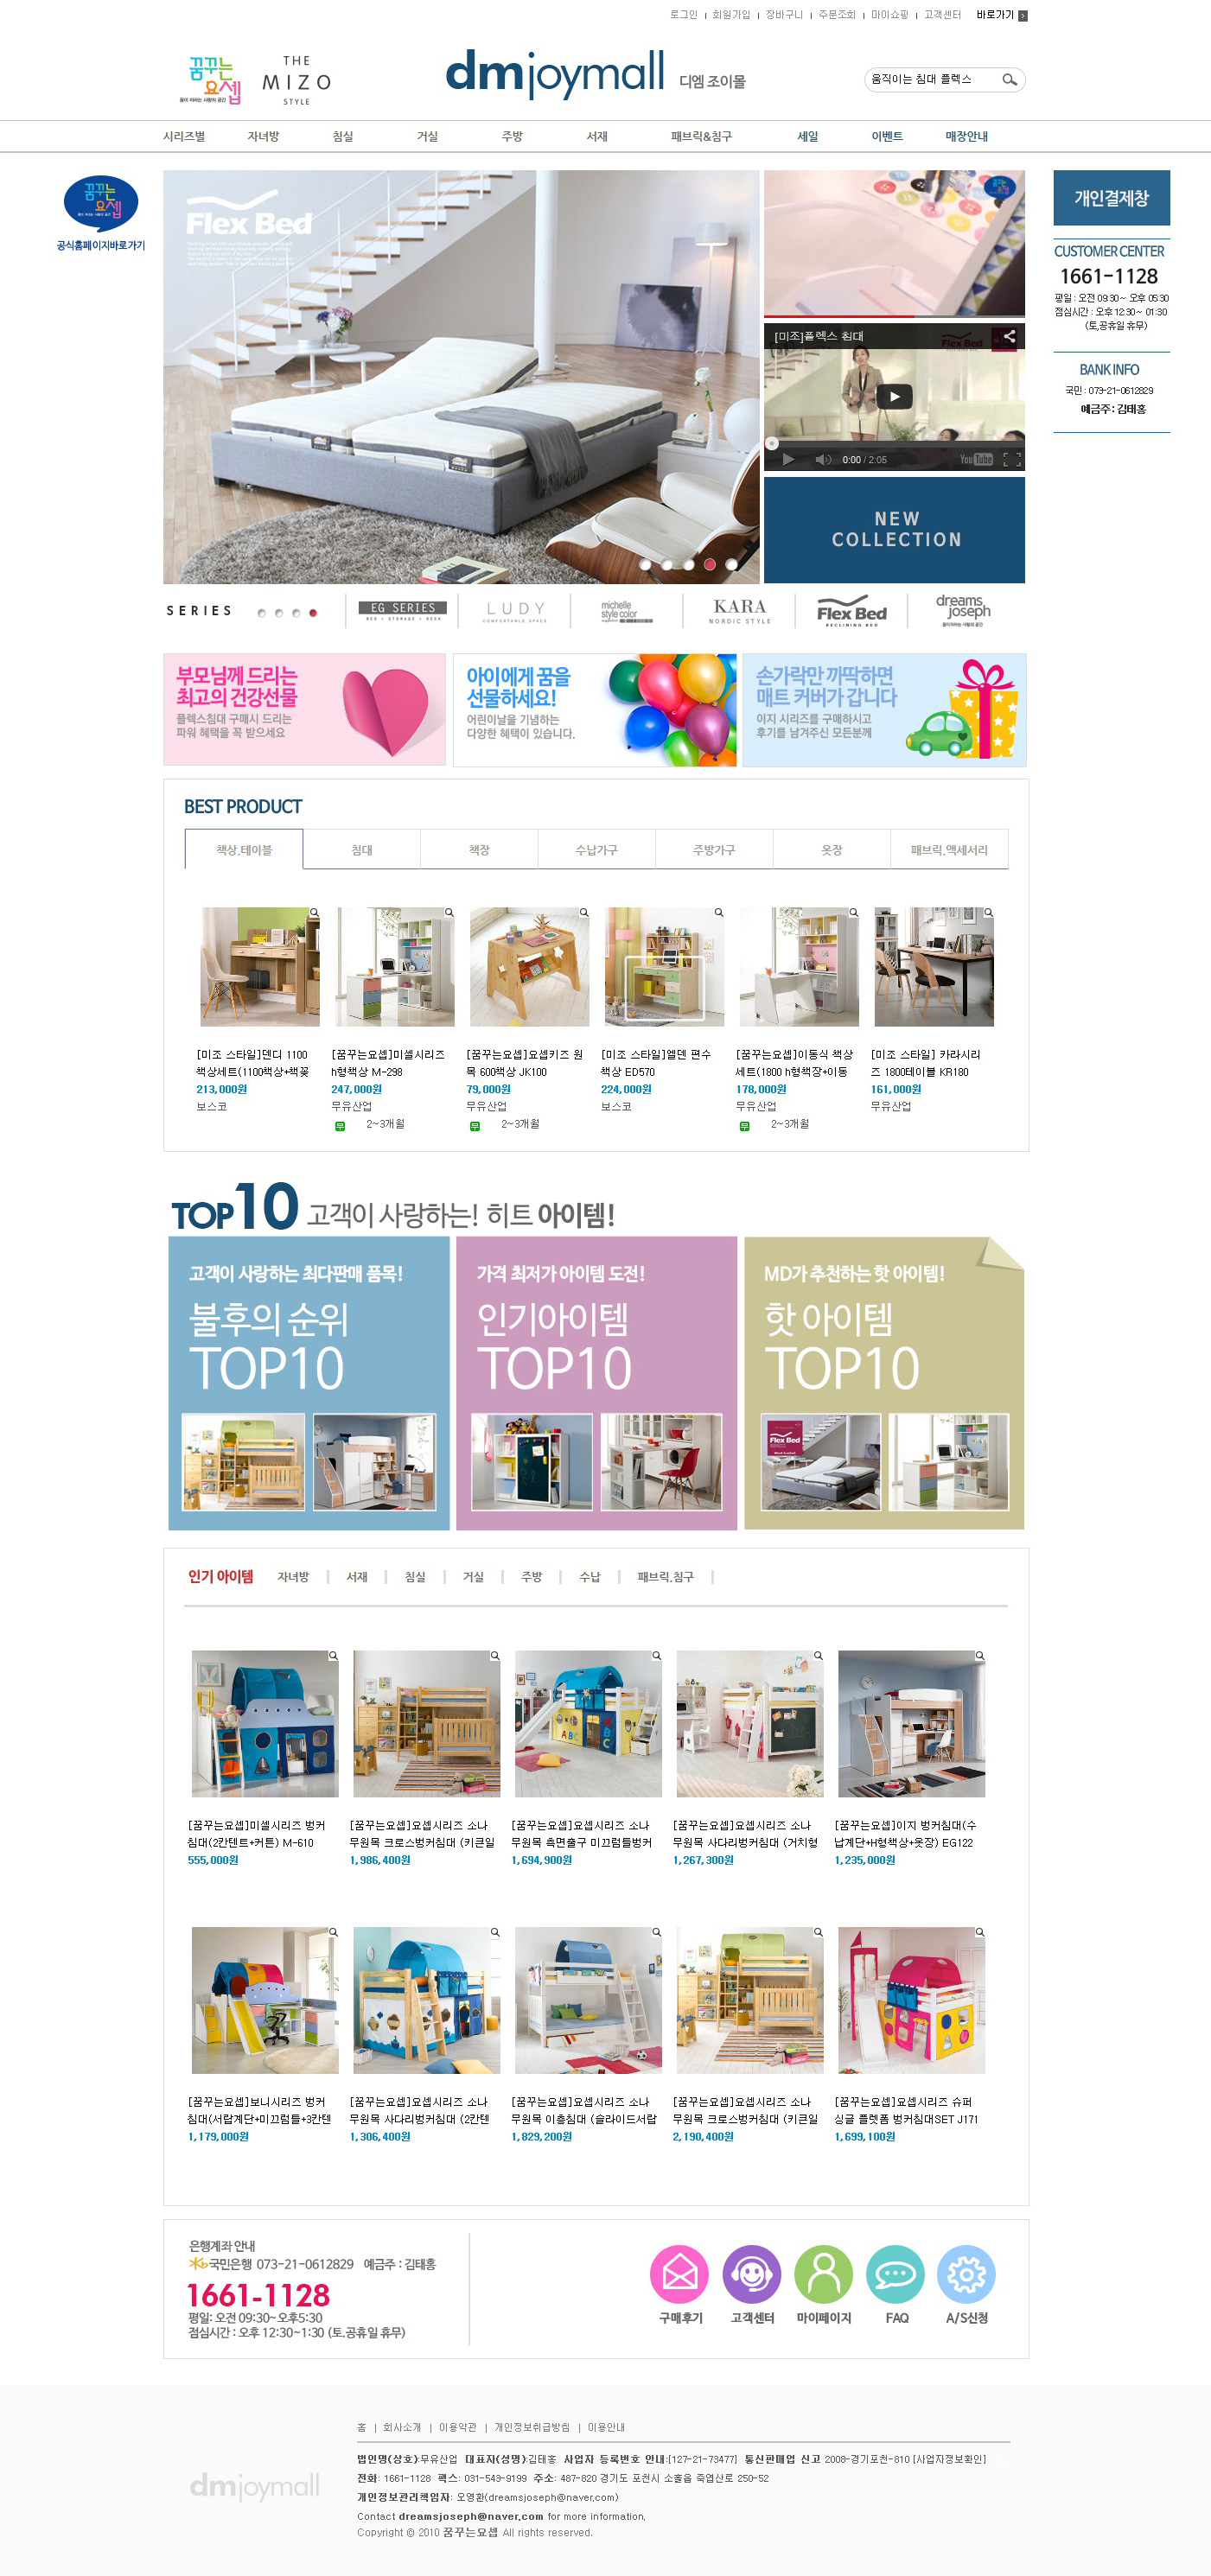 로그인 | 회원가입 | 장바구니 | 주문조회 | 마이쇼핑 | 고객센터 바로가기
꿈꾸는 요셉
THE MIZO STYLE
dmjoymall 디엠 조이몰
움직이는 침대 플렉스
시리즈별 자녀방 침실 거실 주방 서재 패브릭&침구 세일 이벤트 매장안내
꿈꾸는 요셉
공식홈페이지바로가기
Flex Bed
[미조]플렉스 침대
0:00 / 2:05
YouTube
NEW
COLLECTION
개인결제창
CUSTOMER CENTER
1661-1128
평일 : 오전 09:30 ~ 오후 05:30
점심시간 : 오후 12:30 ~ 01:30
(토,공휴일 휴무)
BANK INFO
국민 : 073-21-0612829
예금주 : 김태홍
SERIES
EG SERIES
BED + STORAGE + DESK
LUDY
COMFORTABLE SPACE
michelle
style color
KARA
NORDIC STYLE
Flex Bed
RECLINING BED
dreams
joseph
꿈이자라는 사람의 공간
부모님께 드리는
최고의 건강선물
플렉스침대 구매시 드리는
파워 혜택을 꼭 받으세요
아이에게 꿈을
선물하세요!
어린이날을 기념하는
다양한 혜택이 있습니다.
손가락만 까딱하면
매트 커버가 갑니다
이지 시리즈를 구매하시고
후기를 남겨주신 모든분께
BEST PRODUCT
책상.테이블 침대 책장 수납가구 주방가구 옷장 패브릭.액세서리
[미조 스타일]덴디 1100
책상세트(1100책상+책꽂
213,000원
보스코
[꿈꾸는요셉]미셸시리즈
h형책상 M-298
247,000원
무유산업
무 2~3개월
[꿈꾸는요셉]요셉키즈 원
목 600책상 JK100
79,000원
무유산업
무 2~3개월
[미조 스타일]엘덴 편수
책상 ED570
224,000원
보스코
[꿈꾸는요셉]이동식 책상
세트(1800 h형책장+이동
178,000원
무유산업
무 2~3개월
[미조 스타일] 카라시리
즈 1800테이블 KR180
161,000원
무유산업
TOP10 고객이 사랑하는! 히트 아이템!
고객이 사랑하는 최다판매 품목!
불후의 순위
TOP10
가격 최저가 아이템 도전!
인기아이템
TOP10
MD가 추천하는 핫 아이템!
핫 아이템
TOP10
Flex Bed
인기 아이템 자녀방 서재 침실 거실 주방 수납 패브릭.침구
[꿈꾸는요셉]미셸시리즈 벙커
침대(2칸텐트+커튼) M-610
555,000원
[꿈꾸는요셉]요셉시리즈 소나
무원목 크로스벙커침대 (키큰일
1,986,400원
[꿈꾸는요셉]요셉시리즈 소나
무원목 측면출구 미끄럼틀벙커
1,694,900원
[꿈꾸는요셉]요셉시리즈 소나
무원목 사다리벙커침대 (거치형
1,267,300원
[꿈꾸는요셉]이지 벙커침대(수
납계단+H형책상+옷장) EG122
1,235,000원
[꿈꾸는요셉]보니시리즈 벙커
침대(서랍계단+미끄럼틀+3칸텐
1,179,000원
[꿈꾸는요셉]요셉시리즈 소나
무원목 사다리벙커침대 (2칸텐
1,306,400원
[꿈꾸는요셉]요셉시리즈 소나
무원목 이층침대 (슬라이드서랍
1,829,200원
[꿈꾸는요셉]요셉시리즈 소나
무원목 크로스벙커침대 (키큰일
2,190,400원
[꿈꾸는요셉]요셉시리즈 슈퍼
싱글 플랫폼 벙커침대SET J171
1,699,100원
은행계좌 안내
국민은행 073-21-0612829 예금주 : 김태홍
1661-1128
평일: 오전 09:30~오후5:30
점심시간 : 오후 12:30~1:30 (토.공휴일 휴무)
구매후기 고객센터 마이페이지 FAQ A/S신청
홈 | 회사소개 | 이용약관 | 개인정보취급방침 | 이용안내
dmjoymall
법인명(상호):무유산업 대표자(성명):김태홍 사업자 등록번호 안내:[127-21-73477] 통신판매업 신고 2008-경기포천-810 [사업자정보확인]
전화: 1661-1128 팩스: 031-543-9199 주소: 487-820 경기도 포천시 소흘읍 죽엽산로 250-52
개인정보관리책임자: 오영환(dreamsjoseph@naver.com)
Contact dreamsjoseph@naver.com for more information.
Copyright © 2010 꿈꾸는요셉 All rights reserved.